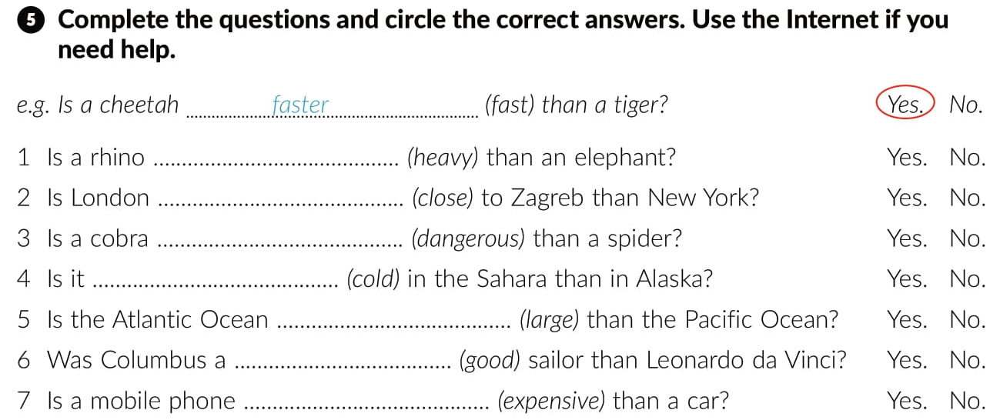 5 Complete the questions and circle the correct answers. Use the Internet if you
need help.
e.g. Is a cheetah ........faster........ (fast) than a tiger? Yes. No.
1 Is a rhino ........................ (heavy) than an elephant? Yes. No.
2 Is London ........................ (close) to Zagreb than New York? Yes. No.
3 Is a cobra ........................ (dangerous) than a spider? Yes. No.
4 Is it ........................ (cold) in the Sahara than in Alaska? Yes. No.
5 Is the Atlantic Ocean ........................ (large) than the Pacific Ocean? Yes. No.
6 Was Columbus a ........................ (good) sailor than Leonardo da Vinci? Yes. No.
7 Is a mobile phone ........................ (expensive) than a car? Yes. No.